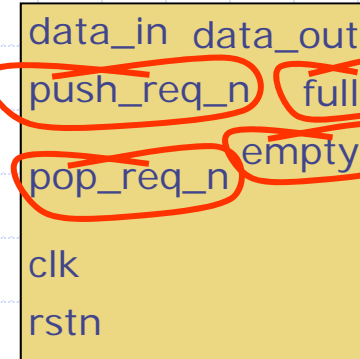 data_in data_out
push_req_n full
empty
pop_req_n
clk
rstn